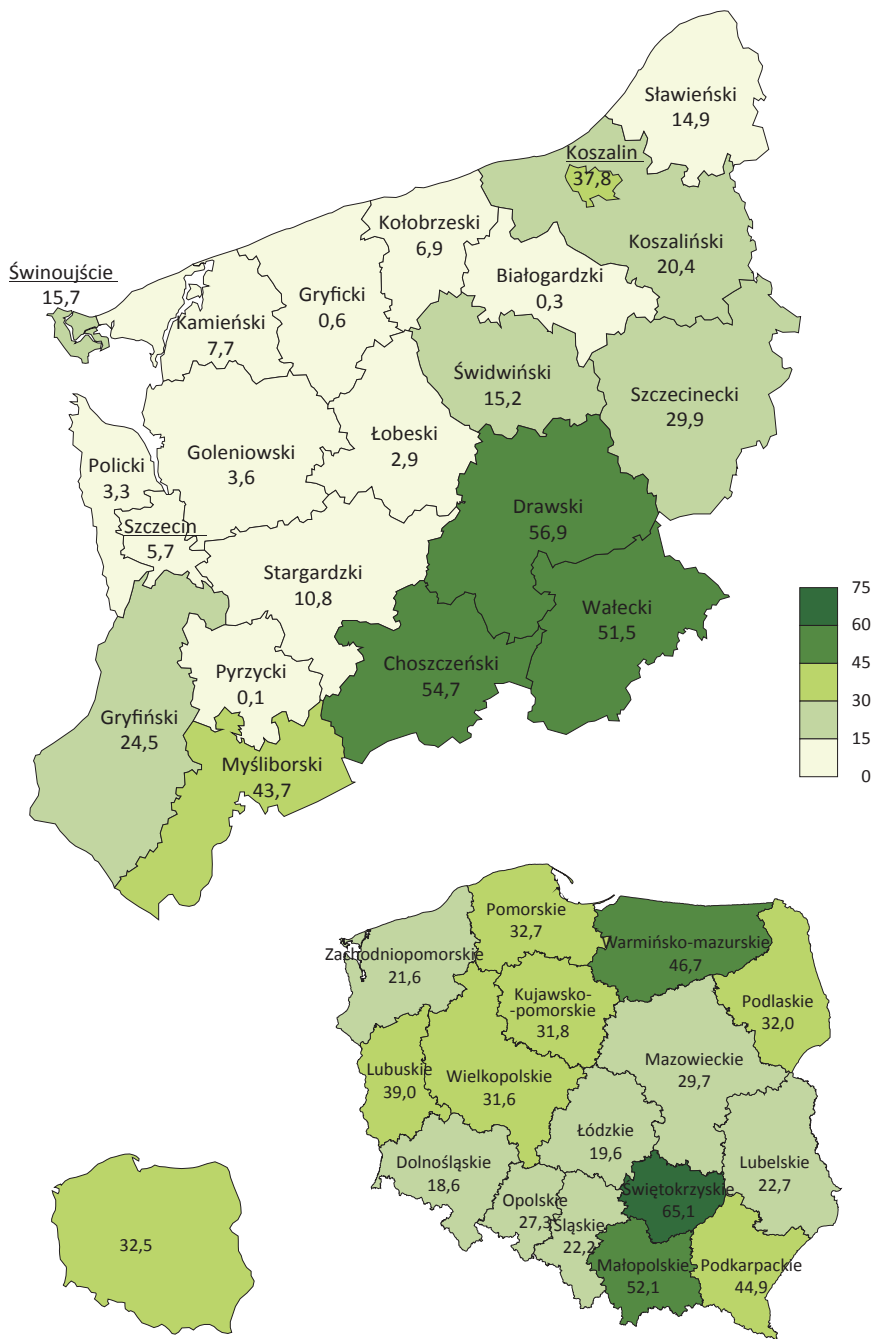 Sławieński
14,9
Koszalin
37,8
Kołobrzeski
6,9
Koszaliński
20,4
Świnoujście
15,7
Białogardzki
0,3
Gryficki
0,6
Kamieński
7,7
Świdwiński
15,2
Szczecinecki
29,9
Łobeski
2,9
Goleniowski
3,6
Policki
3,3
Drawski
56,9
Szczecin
5,7
Stargardzki
10,8
Wałecki
51,5
Choszczeński
54,7
Pyrzycki
0,1
Gryfiński
24,5
Myśliborski
43,7
75
60
45
30
15
0
Pomorskie
32,7
Warmińsko-mazurskie
46,7
Zachodniopomorskie
21,6
Kujawsko-
-pomorskie
31,8
Podlaskie
32,0
Mazowieckie
29,7
Lubuskie
39,0
Wielkopolskie
31,6
Łódzkie
19,6
Dolnośląskie
18,6
Lubelskie
22,7
Świętokrzyskie
65,1
Opolskie
27,3
Śląskie
22,2
Małopolskie
52,1
Podkarpackie
44,9
32,5